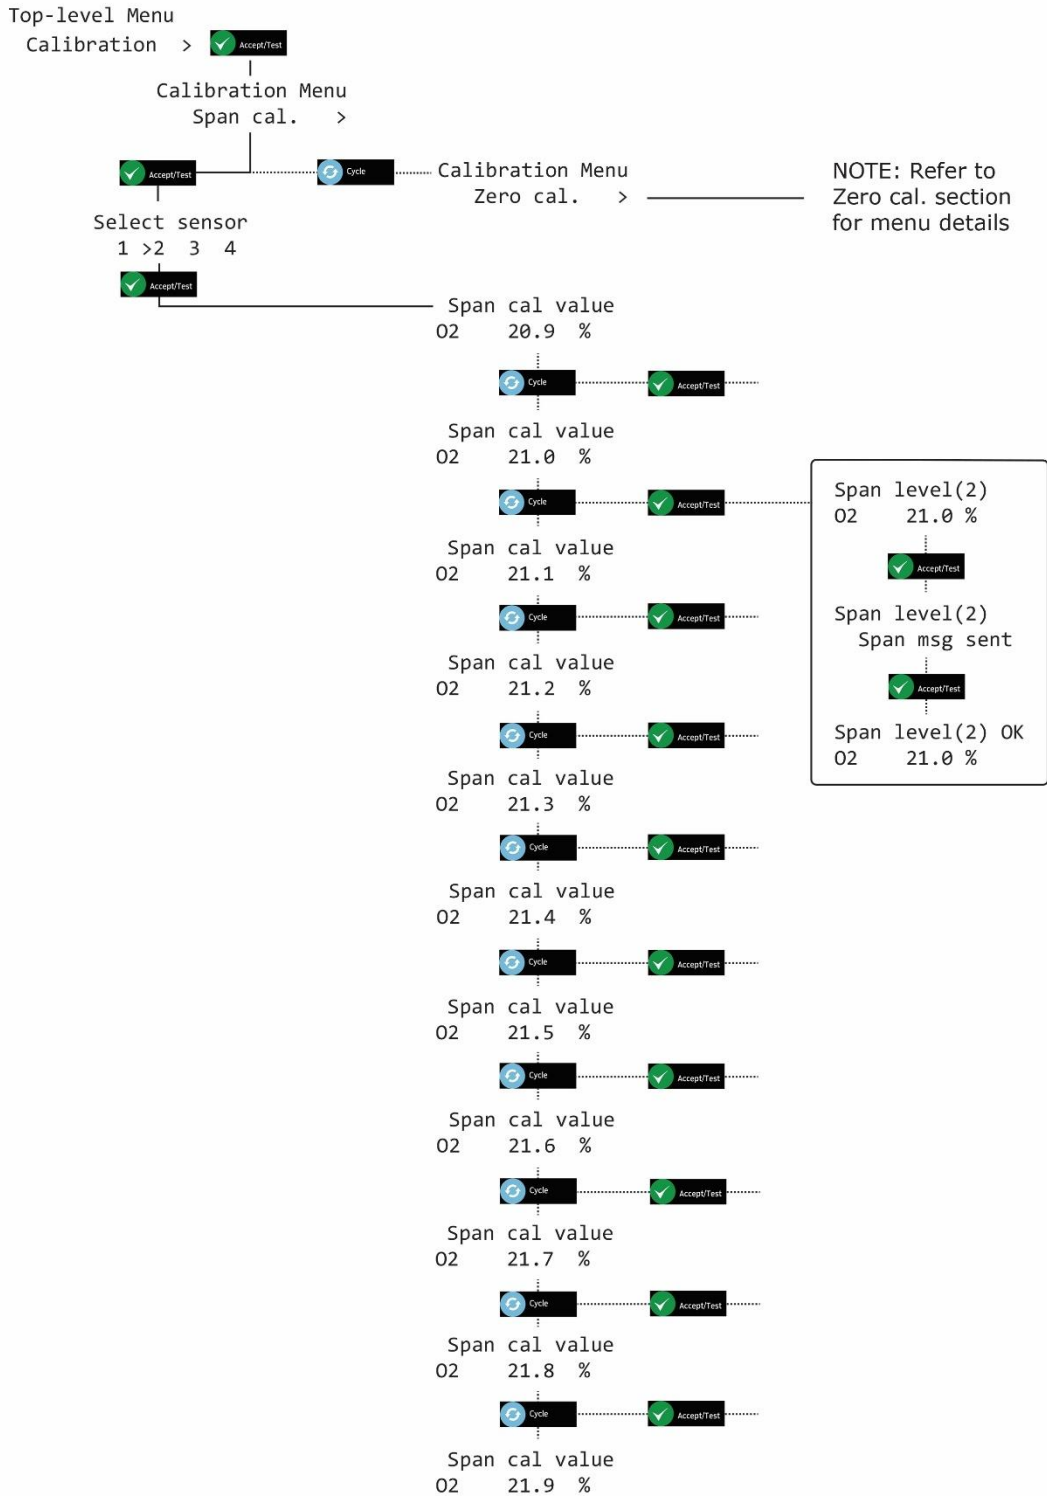 Top-level Menu
Calibration > Accept/Test
Calibration Menu
Span cal. >
Accept/Test Cycle Calibration Menu
Zero cal. >
NOTE: Refer to
Zero cal. section
for menu details
Select sensor
1 >2 3 4
Accept/Test
Span cal value
O2 20.9 %
Cycle Accept/Test
Span cal value
O2 21.0 %
Cycle Accept/Test
Span level(2)
O2 21.0 %
Accept/Test
Span level(2)
Span msg sent
Accept/Test
Span level(2) OK
O2 21.0 %
Span cal value
O2 21.1 %
Cycle Accept/Test
Span cal value
O2 21.2 %
Cycle Accept/Test
Span cal value
O2 21.3 %
Cycle Accept/Test
Span cal value
O2 21.4 %
Cycle Accept/Test
Span cal value
O2 21.5 %
Cycle Accept/Test
Span cal value
O2 21.6 %
Cycle Accept/Test
Span cal value
O2 21.7 %
Cycle Accept/Test
Span cal value
O2 21.8 %
Cycle Accept/Test
Span cal value
O2 21.9 %